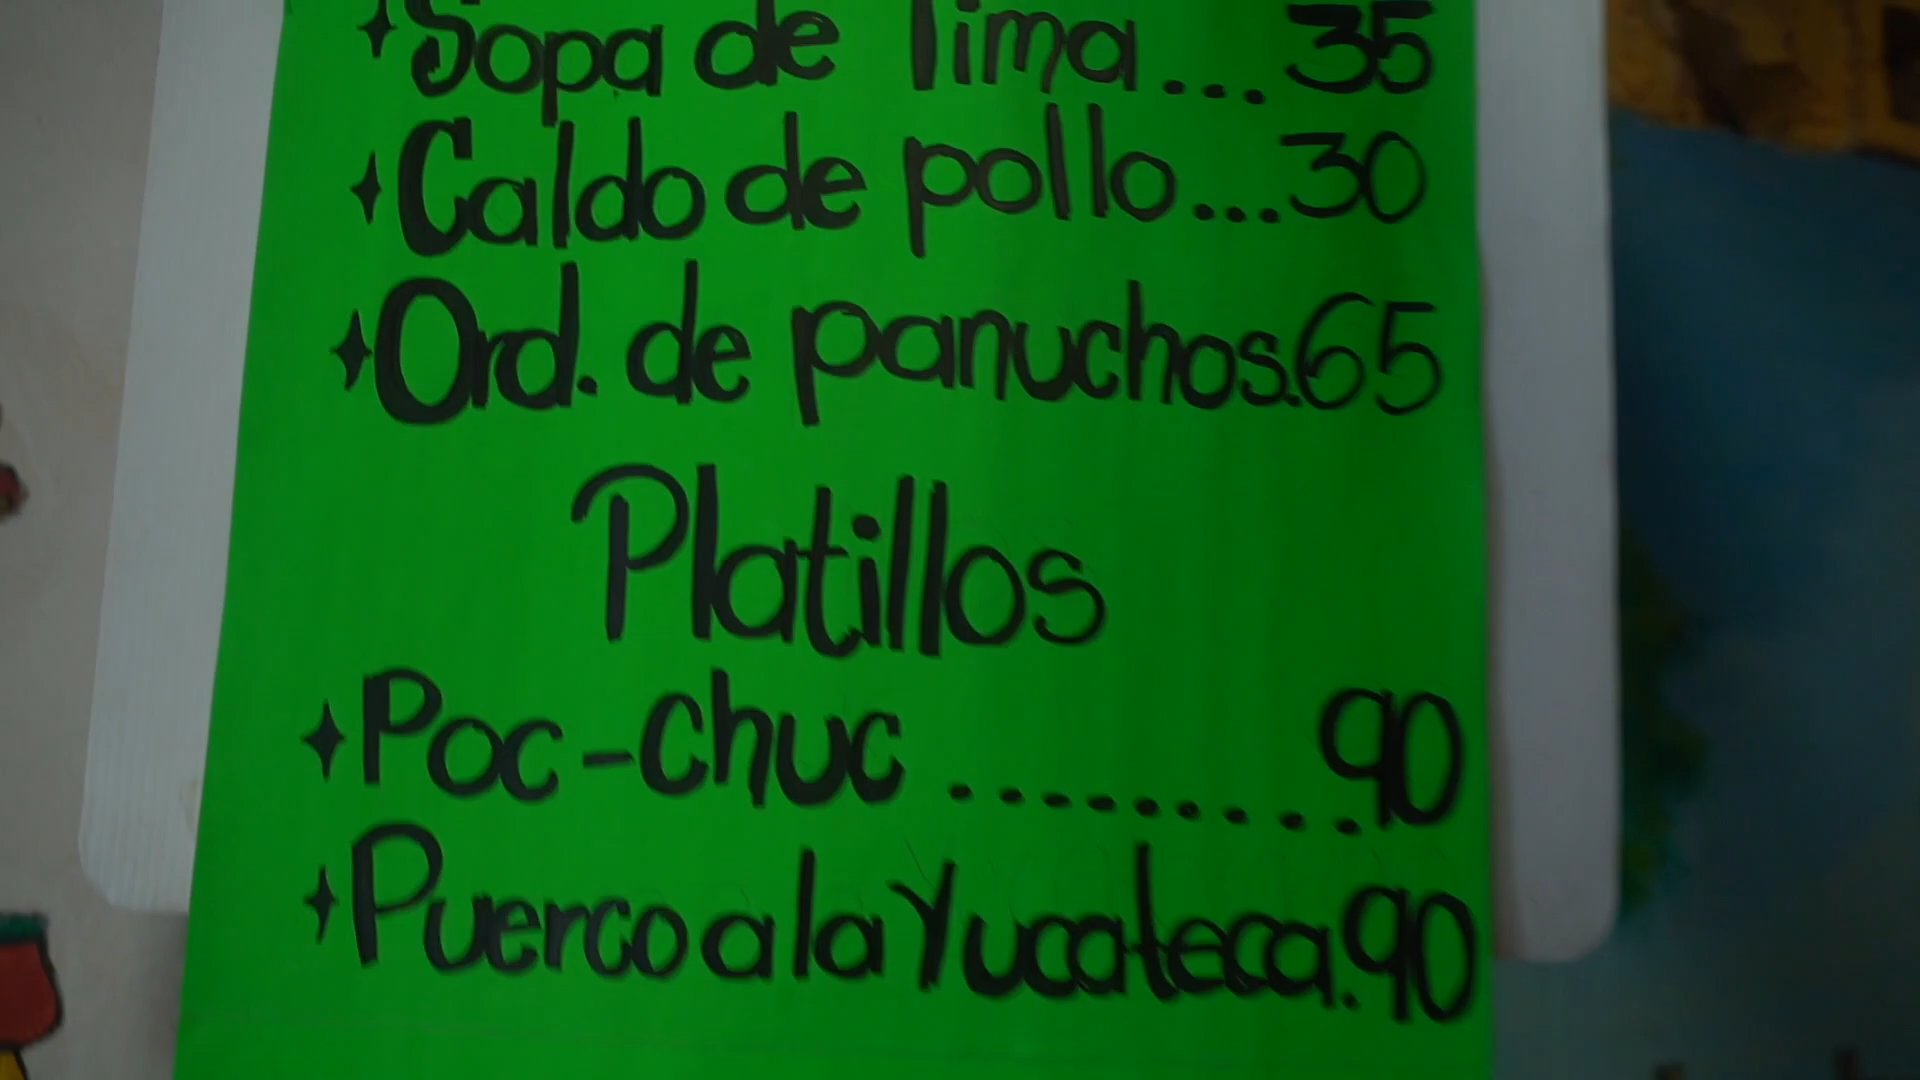 Sopa de lima... 35
Caldo de pollo...30
Ord. de panuchos.65
Platillos
Poc-chuc ......... 90
Puerco a la Yucateca.90